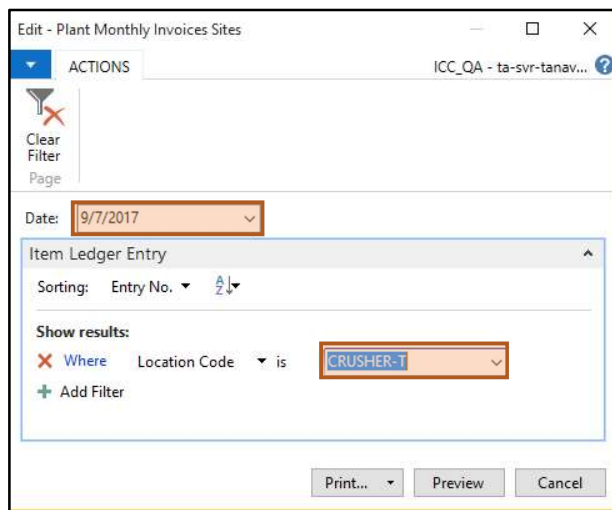 Edit - Plant Monthly Invoices Sites
ACTIONS
ICC_QA - ta-svr-tanav...
Clear
Filter
Page
Date: 9/7/2017
Item Ledger Entry
Sorting: Entry No.
Show results:
Where Location Code is CRUSHER-T
Add Filter
Print... Preview Cancel